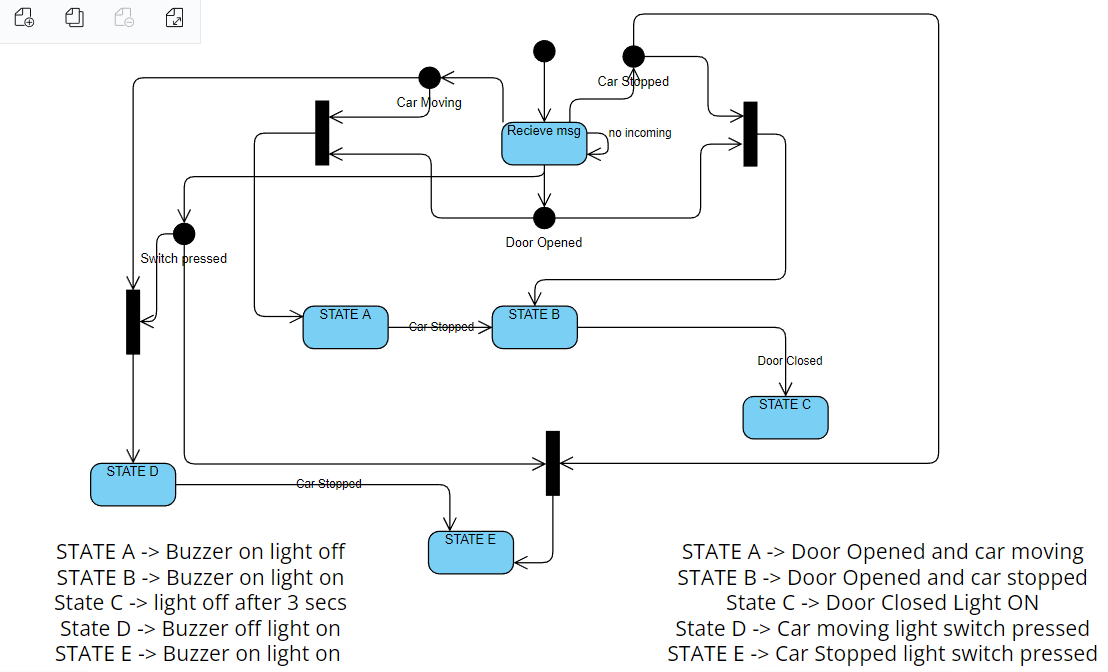 Car Stopped
Car Moving
Recieve msg
no incoming
Switch pressed
Door Opened
STATE A
Car Stopped
STATE B
Door Closed
STATE C
STATE D
Car Stopped
STATE E
STATE A -> Buzzer on light off
STATE B -> Buzzer on light on
State C -> light off after 3 secs
State D -> Buzzer off light on
STATE E -> Buzzer on light on
STATE A -> Door Opened and car moving
STATE B -> Door Opened and car stopped
State C -> Door Closed Light ON
State D -> Car moving light switch pressed
STATE E -> Car Stopped light switch pressed